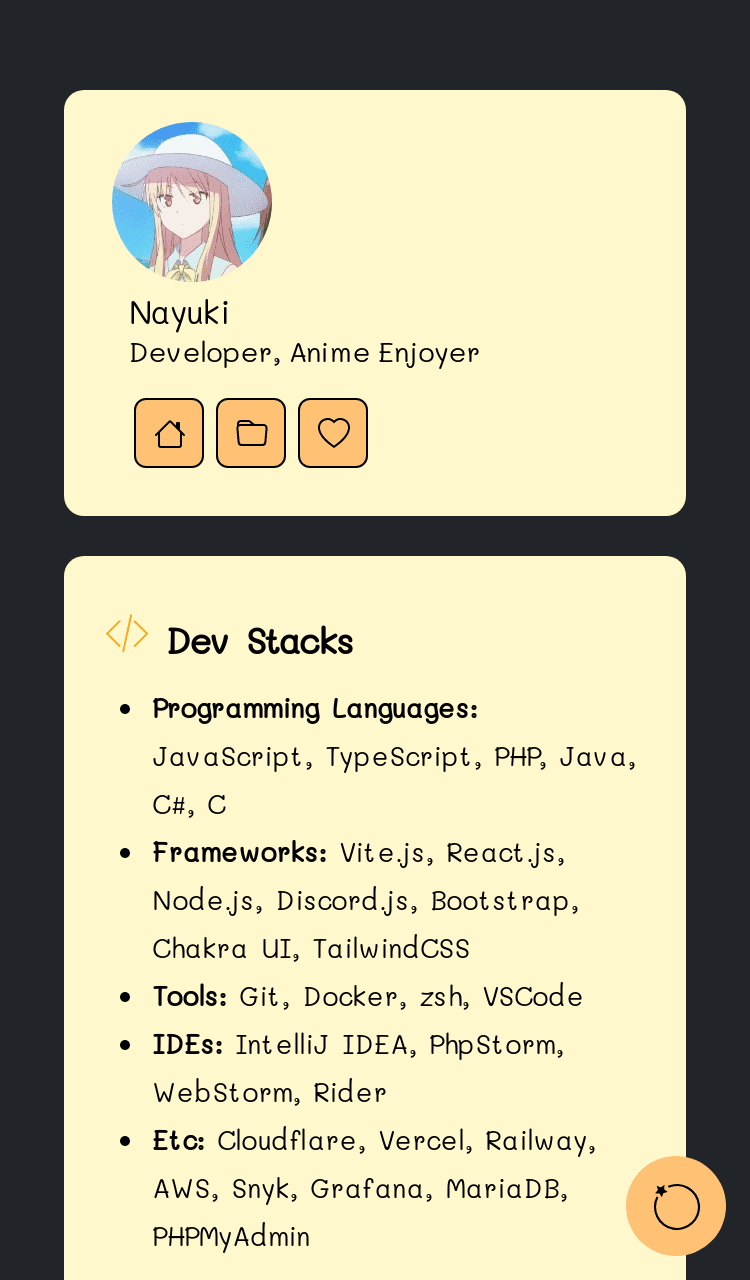 Nayuki
Developer, Anime Enjoyer
Dev Stacks
Programming Languages:
JavaScript, TypeScript, PHP, Java,
C#, C
Frameworks: Vite.js, React.js,
Node.js, Discord.js, Bootstrap,
Chakra UI, TailwindCSS
Tools: Git, Docker, zsh, VSCode
IDEs: IntelliJ IDEA, PhpStorm,
WebStorm, Rider
Etc: Cloudflare, Vercel, Railway,
AWS, Snyk, Grafana, MariaDB,
PHPMyAdmin